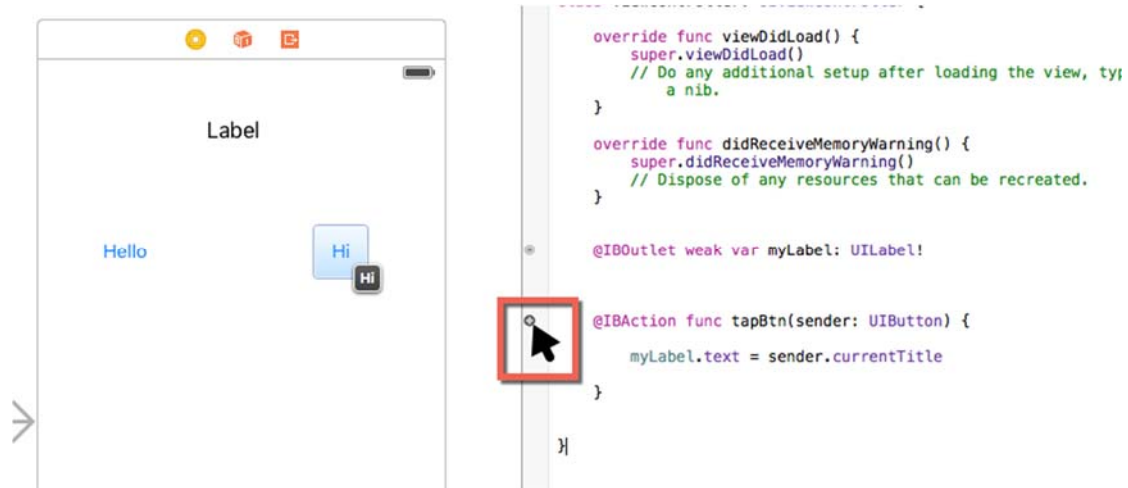 Label
Hello
Hi
Hi
override func viewDidLoad() {
super.viewDidLoad()
// Do any additional setup after loading the view, typ
a nib.
}
override func didReceiveMemoryWarning() {
super.didReceiveMemoryWarning()
// Dispose of any resources that can be recreated.
}
@IBOutlet weak var myLabel: UILabel!
@IBAction func tapBtn(sender: UIButton) {
myLabel.text = sender.currentTitle
}
}